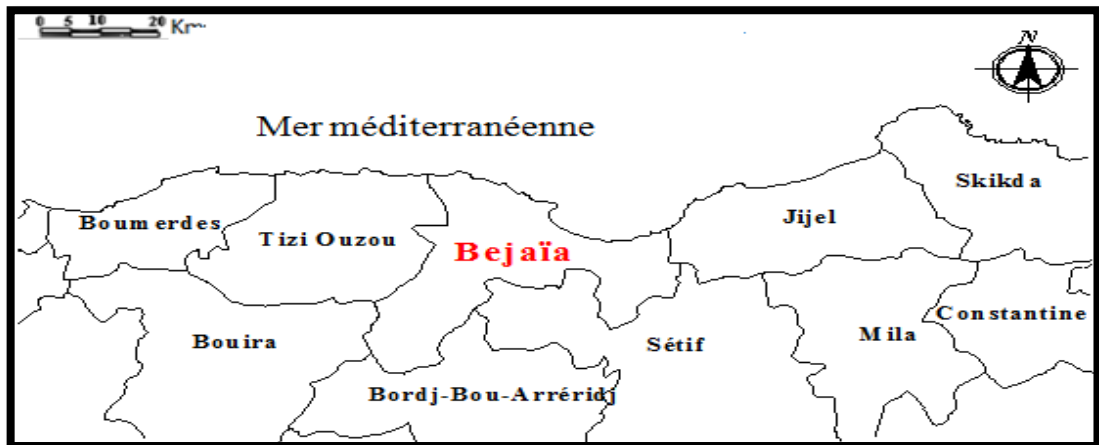 0 5 10 20 Km
N
Mer méditerranéenne
Skikda
Boumerdes
Jijel
Tizi Ouzou
Bejaïa
Constantine
Bouira
Sétif
Mila
Bordj-Bou-Arréridj